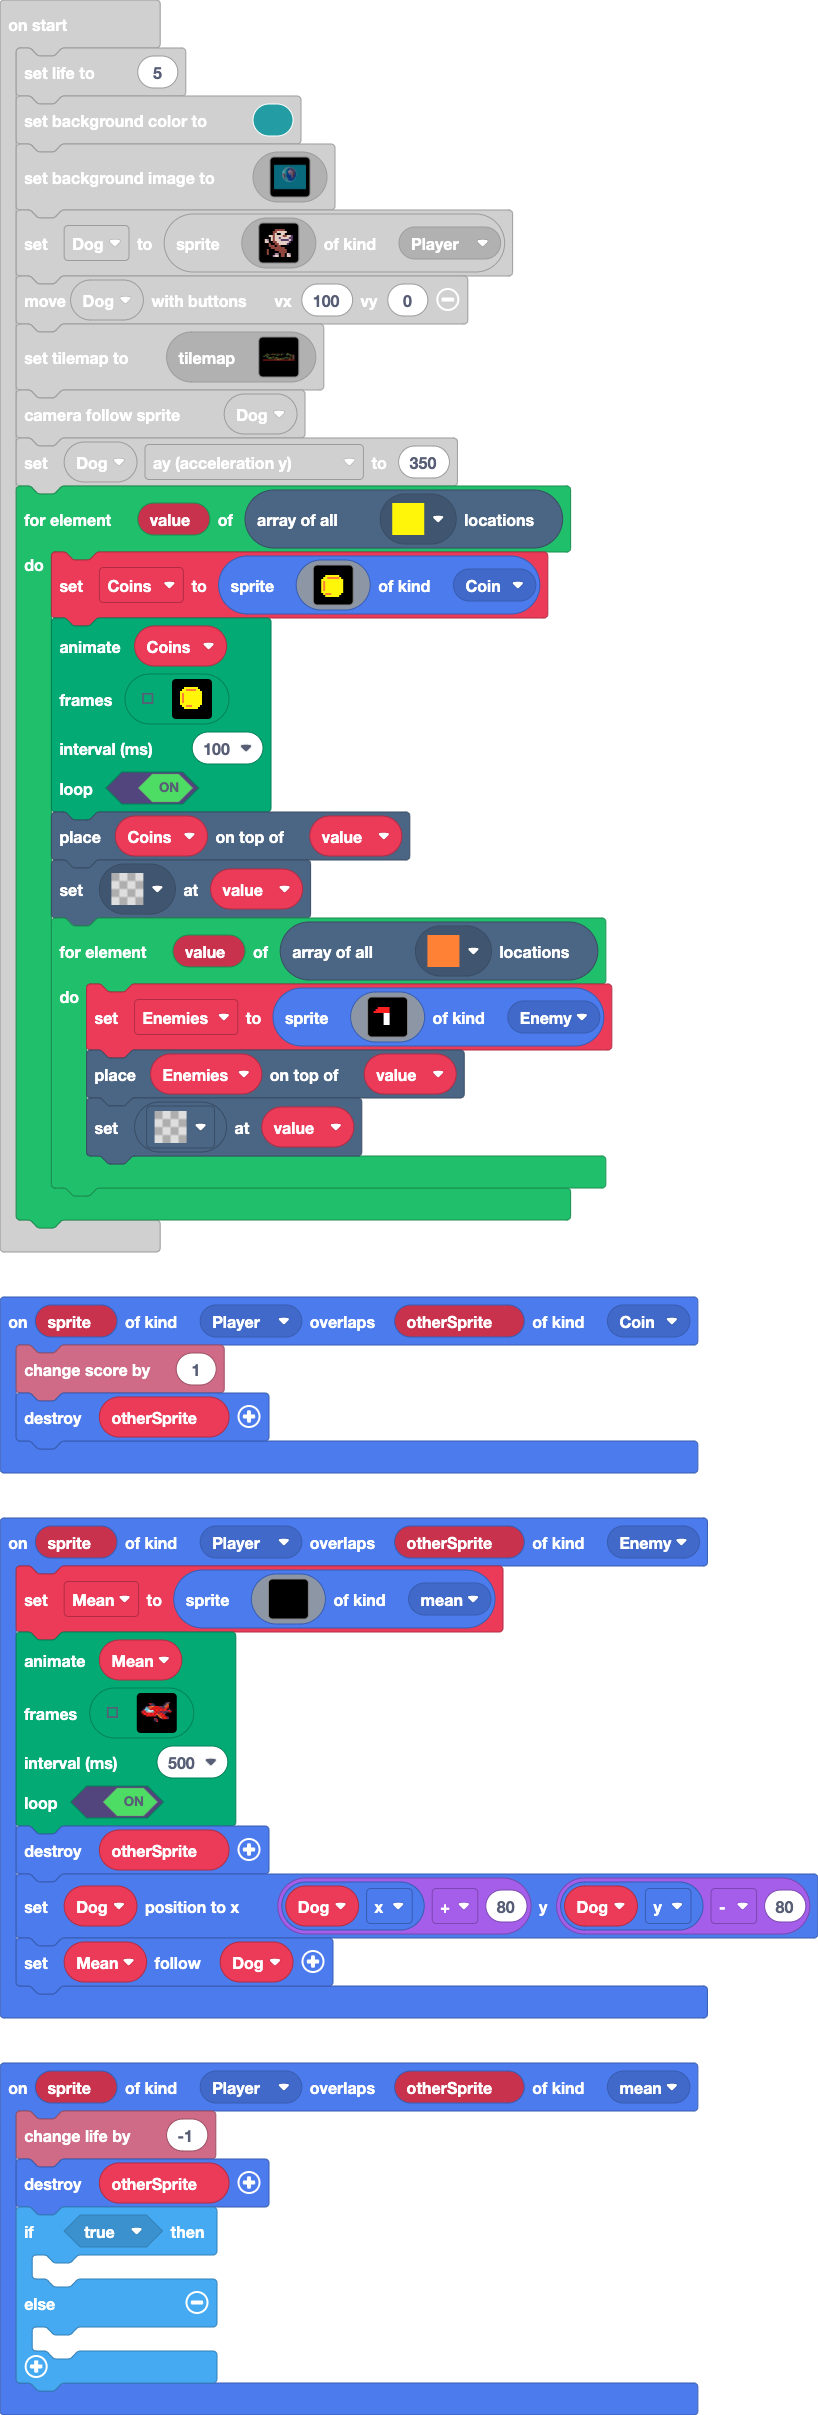 on start
set life to 5
set background color to
set background image to
set Dog to sprite of kind Player
move Dog with buttons vx 100 vy 0
set tilemap to tilemap
camera follow sprite Dog
set Dog ay (acceleration y) to 350
for element value of array of all locations
do
set Coins to sprite of kind Coin
animate Coins
frames
interval (ms) 100
loop ON
place Coins on top of value
set at value
for element value of array of all locations
do
set Enemies to sprite of kind Enemy
place Enemies on top of value
set at value
on sprite of kind Player overlaps otherSprite of kind Coin
change score by 1
destroy otherSprite
on sprite of kind Player overlaps otherSprite of kind Enemy
set Mean to sprite of kind mean
animate Mean
frames
interval (ms) 500
loop ON
destroy otherSprite
set Dog position to x Dog x + 80 y Dog y - 80
set Mean follow Dog
on sprite of kind Player overlaps otherSprite of kind mean
change life by -1
destroy otherSprite
if true then
else